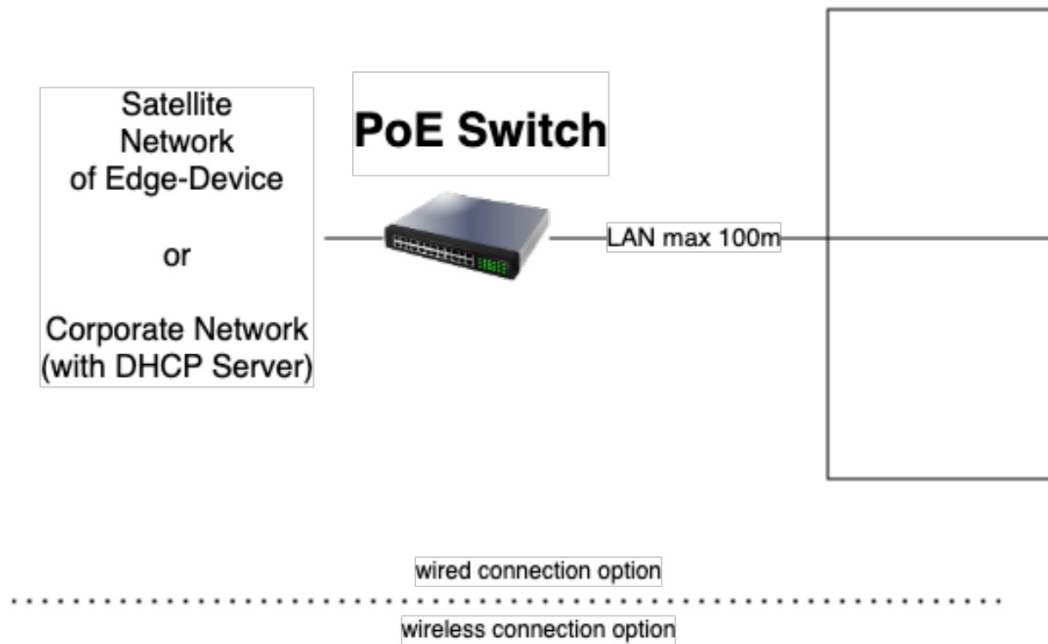 Satellite
Network
of Edge-Device
or
Corporate Network
(with DHCP Server)
PoE Switch
LAN max 100m
wired connection option
wireless connection option